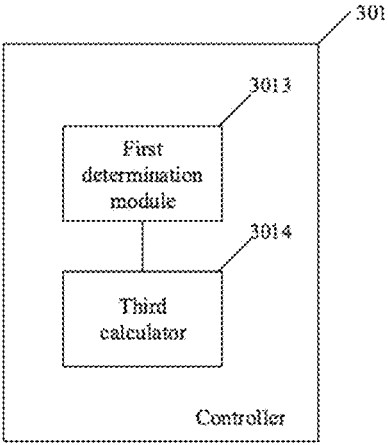 301
3013
First
determination
module
3014
Third
calculator
Controller